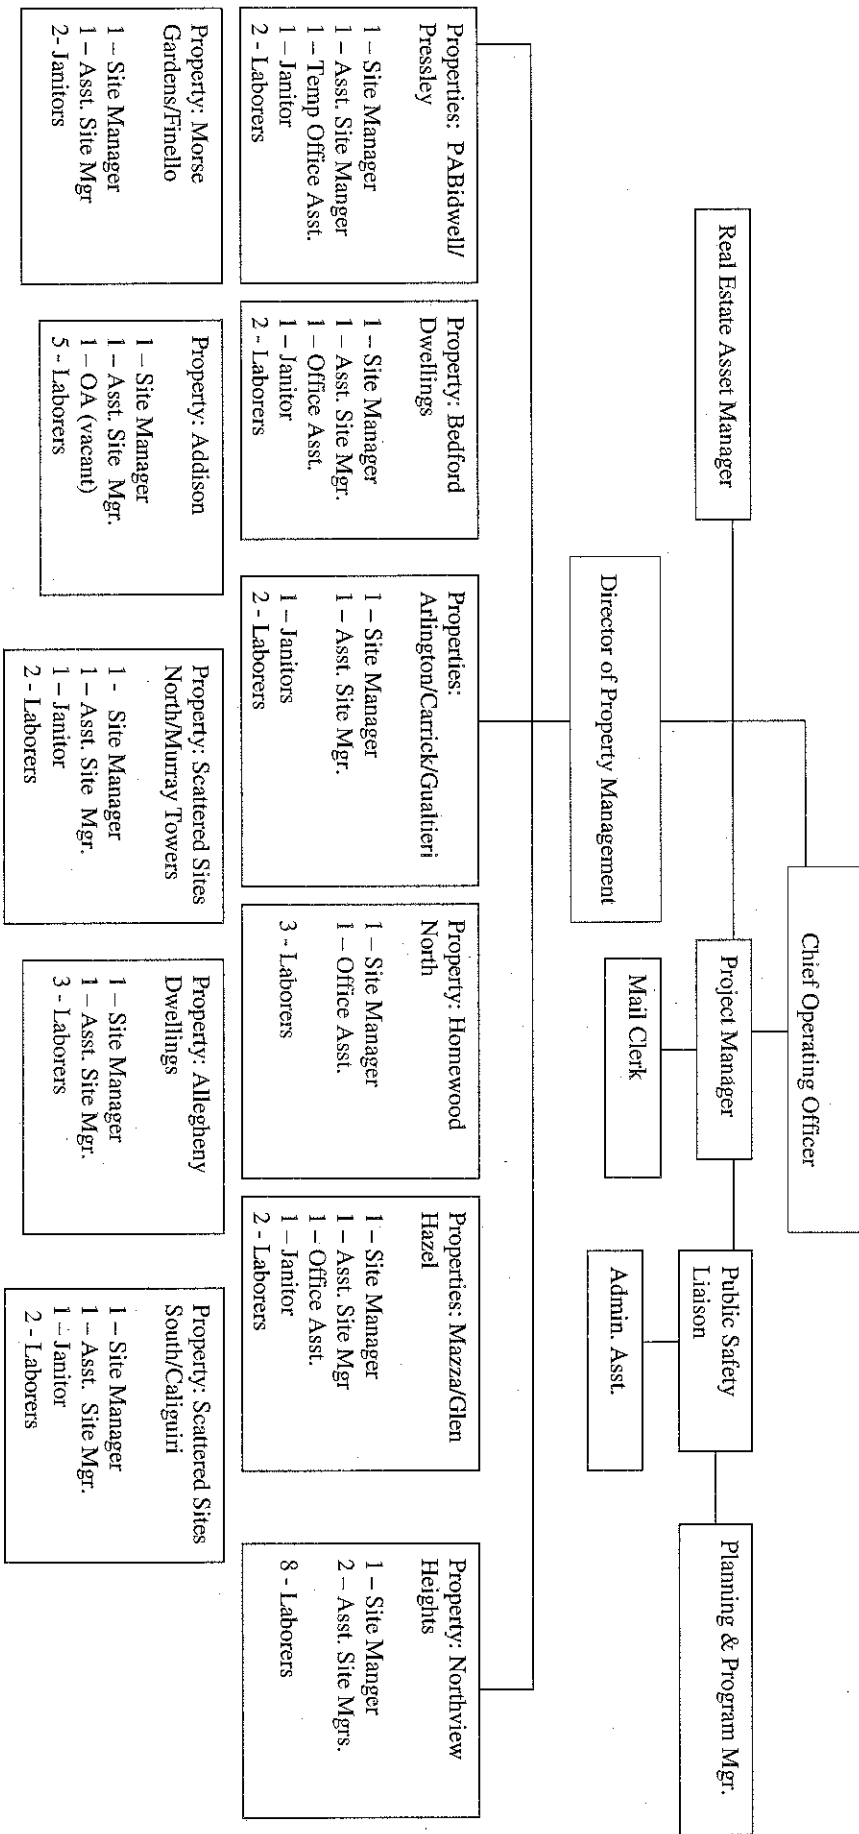 Chief Operating Officer
Real Estate Asset Manager
Project Manager
Public Safety
Liaison
Planning & Program Mgr.
Mail Clerk
Admin. Asst.
Director of Property Management
Properties: PABidwell/
Pressley
1 – Site Manager
1 – Asst. Site Manger
1 – Temp Office Asst.
1 – Janitor
2 - Laborers
Property: Bedford
Dwellings
1 – Site Manager
1 – Asst. Site Mgr.
1 – Office Asst.
1 – Janitor
2 - Laborers
Properties:
Arlington/Carrick/Gualtieri
1 – Site Manager
1 – Asst. Site Mgr.
1 – Janitors
2 - Laborers
Property: Homewood
North
1 – Site Manager
1 – Office Asst.
3 - Laborers
Properties: Mazza/Glen
Hazel
1 – Site Manager
1 – Asst. Site Mgr
1 – Office Asst.
1 – Janitor
2 - Laborers
Property: Northview
Heights
1 – Site Manger
2 – Asst. Site Mgrs.
8 - Laborers
Property: Morse
Gardens/Finello
1 – Site Manager
1 – Asst. Site Mgr
2- Janitors
Property: Addison
1 – Site Manager
1 – Asst. Site Mgr.
1 – OA (vacant)
5 - Laborers
Property: Scattered Sites
North/Murray Towers
1 - Site Manager
1 – Asst. Site Mgr.
1 – Janitor
2 - Laborers
Property: Allegheny
Dwellings
1 – Site Manager
1 – Asst. Site Mgr.
3 - Laborers
Property: Scattered Sites
South/Caliguiri
1 – Site Manager
1 – Asst. Site Mgr.
1 – Janitor
2 - Laborers